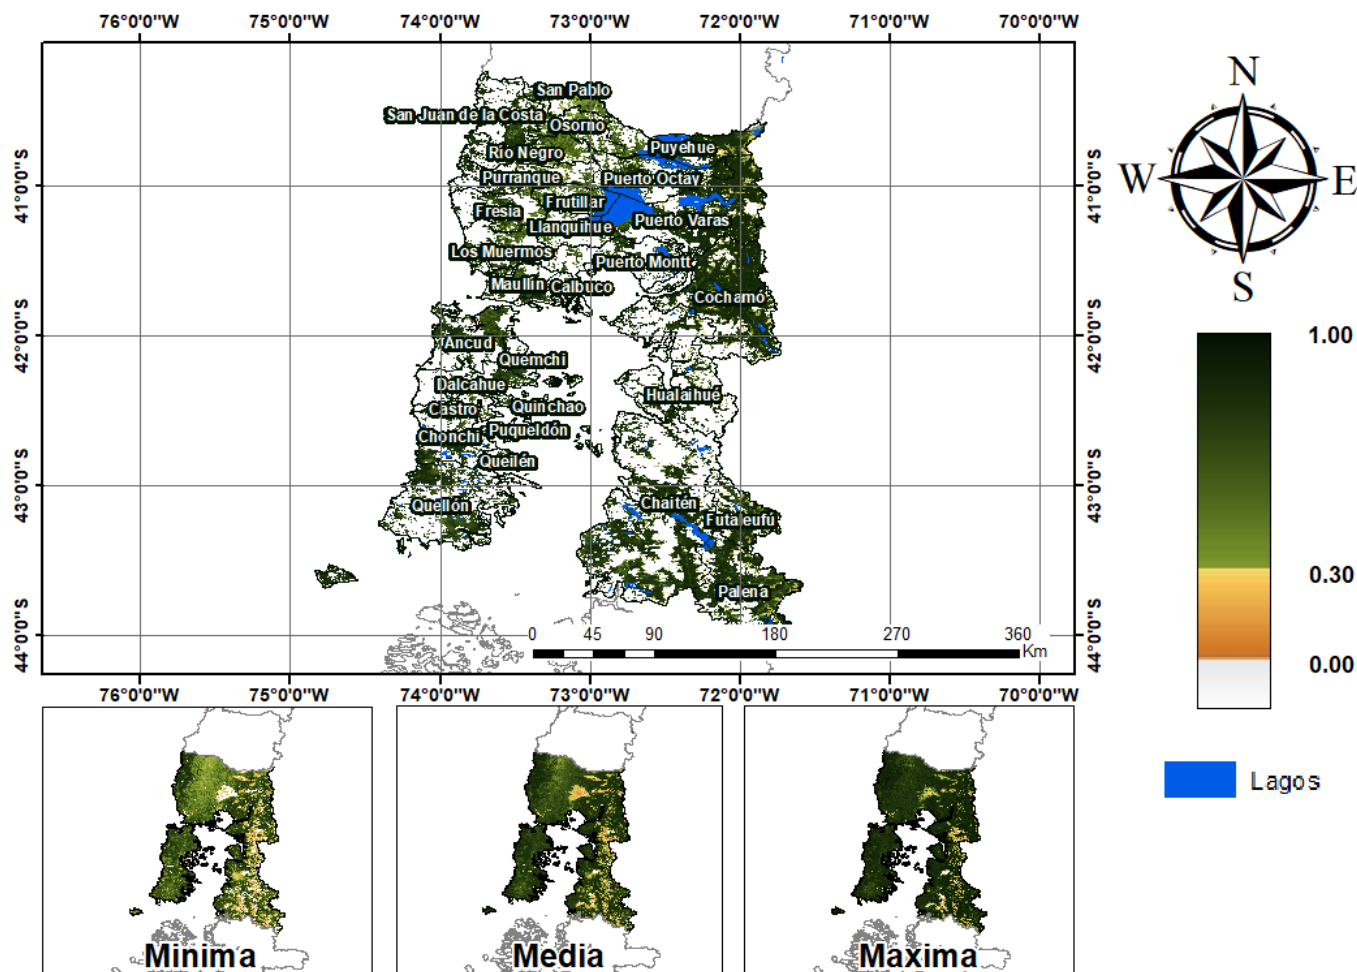 76°0'0"W 75°0'0"W 74°0'0"W 73°0'0"W 72°0'0"W 71°0'0"W 70°0'0"W
N
W E
S
San Pablo
San Juan de la Costa
Osorno
Río Negro
Puyehue
Purranque
Puerto Octay
41°0'0"S 41°0'0"S
Frutillar
Fresia
Puerto Varas
Llanquihue
Los Muermos
Puerto Montt
Maullín
Calbuco
Cochamó
42°0'0"S 42°0'0"S
Ancud
Quemchi
Dalcahue
Hualaihué
Castro
Quinchao
Chonchi
Puqueldón
Queilén
43°0'0"S 43°0'0"S
Quellón
Chaitén
Futaleufú
Palena
44°0'0"S 44°0'0"S
0 45 90 180 270 360
Km
76°0'0"W 75°0'0"W 74°0'0"W 73°0'0"W 72°0'0"W 71°0'0"W 70°0'0"W
1.00
0.30
0.00
Lagos
Minima
Media
Maxima